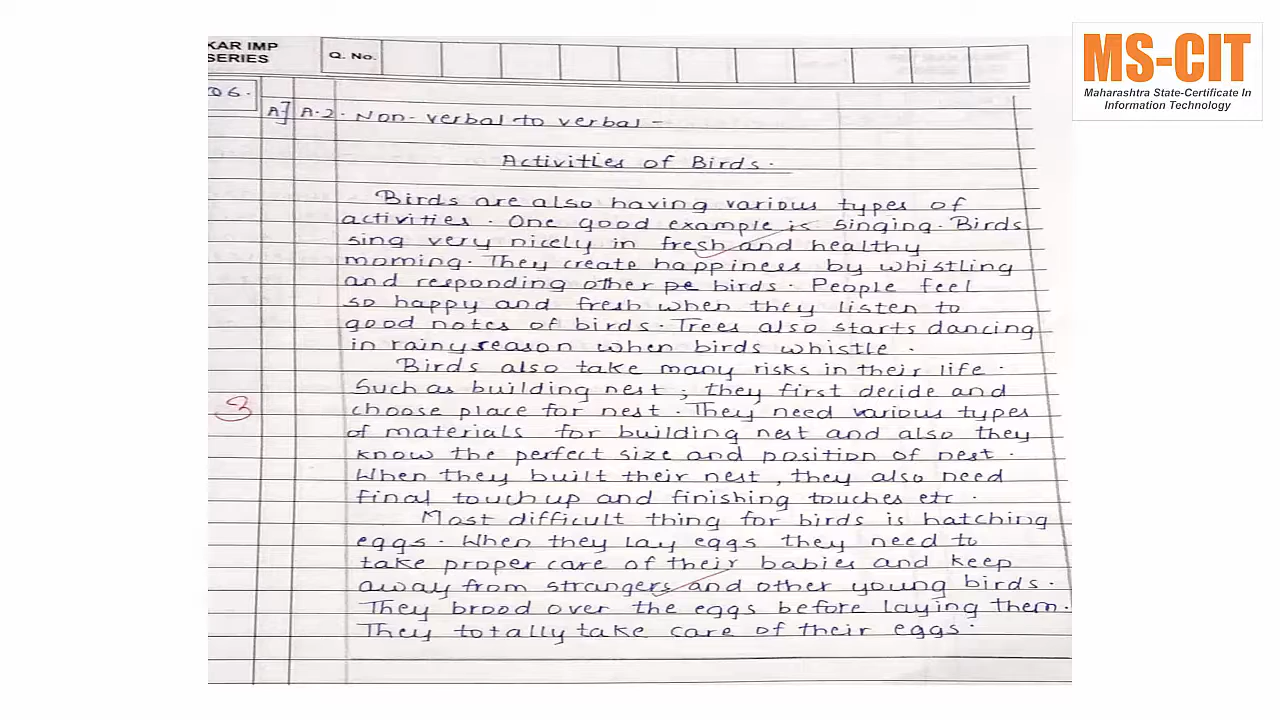 KAR IMP
SERIES
Q. No.
MS-CIT
Maharashtra State-Certificate In
Information Technology
06.
A] A.2. Non-verbal to verbal -
Activities of Birds.
Birds are also having various types of
activities. One good example is singing. Birds
sing very nicely in fresh and healthy
morning. They create happiness by whistling
and responding other pe birds. People feel
so happy and fresh when they listen to
good notes of birds. Trees also starts dancing
in rainy season when birds whistle.
Birds also take many risks in their life.
Such as building nest; they first decide and
choose place for nest. They need various types
of materials for building nest and also they
know the perfect size and position of nest.
When they built their nest, they also need
final touchup and finishing touches etc.
Most difficult thing for birds is hatching
eggs. When they lay eggs they need to
take proper care of their babies and keep
away from strangers and other young birds.
They brood over the eggs before laying them.
They totally take care of their eggs.
3